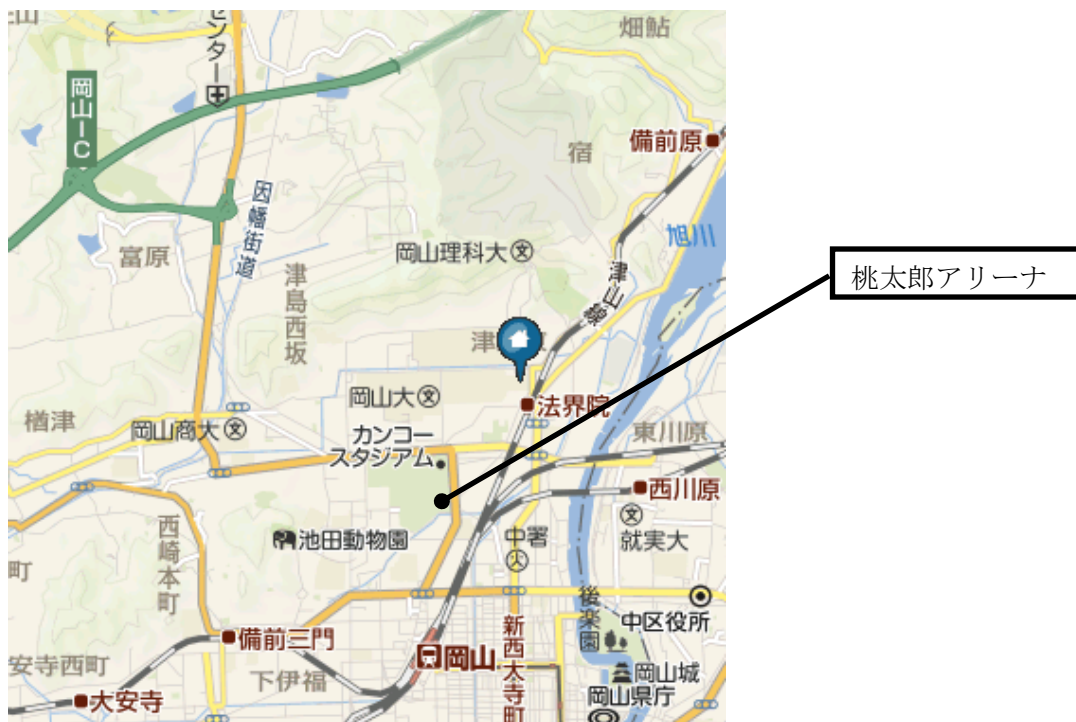 畑鮎
センター
岡山IC
備前原
宿
因幡街道
旭川
富原
岡山理科大
津山線
桃太郎アリーナ
津島西坂
岡山大
法界院
楢津
岡山商大
カンコー
スタジアム
東川原
西川原
西崎本町
池田動物園
中署
就実大
町
後楽園
中区役所
備前三門
新西大寺町
岡山
安寺西町
下伊福
岡山城
大安寺
岡山県庁